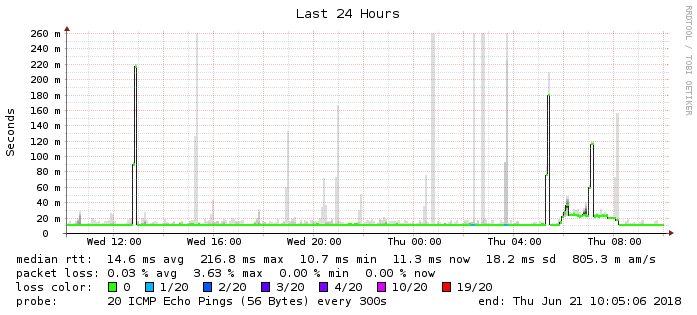 Last 24 Hours
RRDTOOL / TOBI OETIKER
Seconds
260 m
240 m
220 m
200 m
180 m
160 m
140 m
120 m
100 m
80 m
60 m
40 m
20 m
0
Wed 12:00 Wed 16:00 Wed 20:00 Thu 00:00 Thu 04:00 Thu 08:00
median rtt: 14.6 ms avg 216.8 ms max 10.7 ms min 11.3 ms now 18.2 ms sd 805.3 m am/s
packet loss: 0.03 % avg 3.63 % max 0.00 % min 0.00 % now
loss color: 0 1/20 2/20 3/20 4/20 10/20 19/20
probe: 20 ICMP Echo Pings (56 Bytes) every 300s end: Thu Jun 21 10:05:06 2018